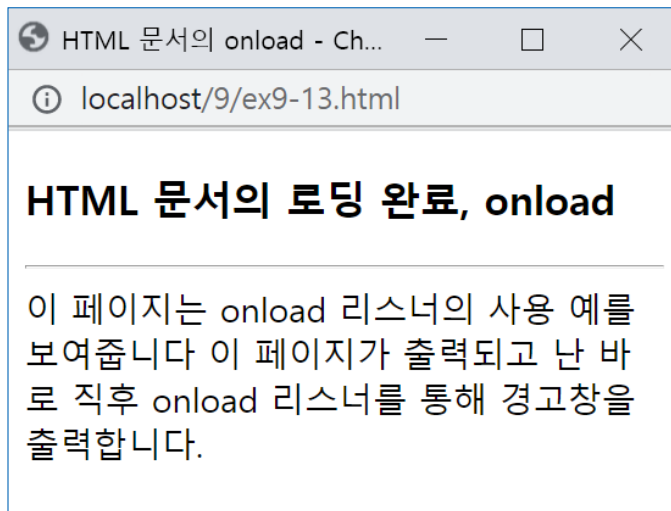 HTML 문서의 onload - Ch...
localhost/9/ex9-13.html
HTML 문서의 로딩 완료, onload
이 페이지는 onload 리스너의 사용 예를
보여줍니다 이 페이지가 출력되고 난 바
로 직후 onload 리스너를 통해 경고창을
출력합니다.